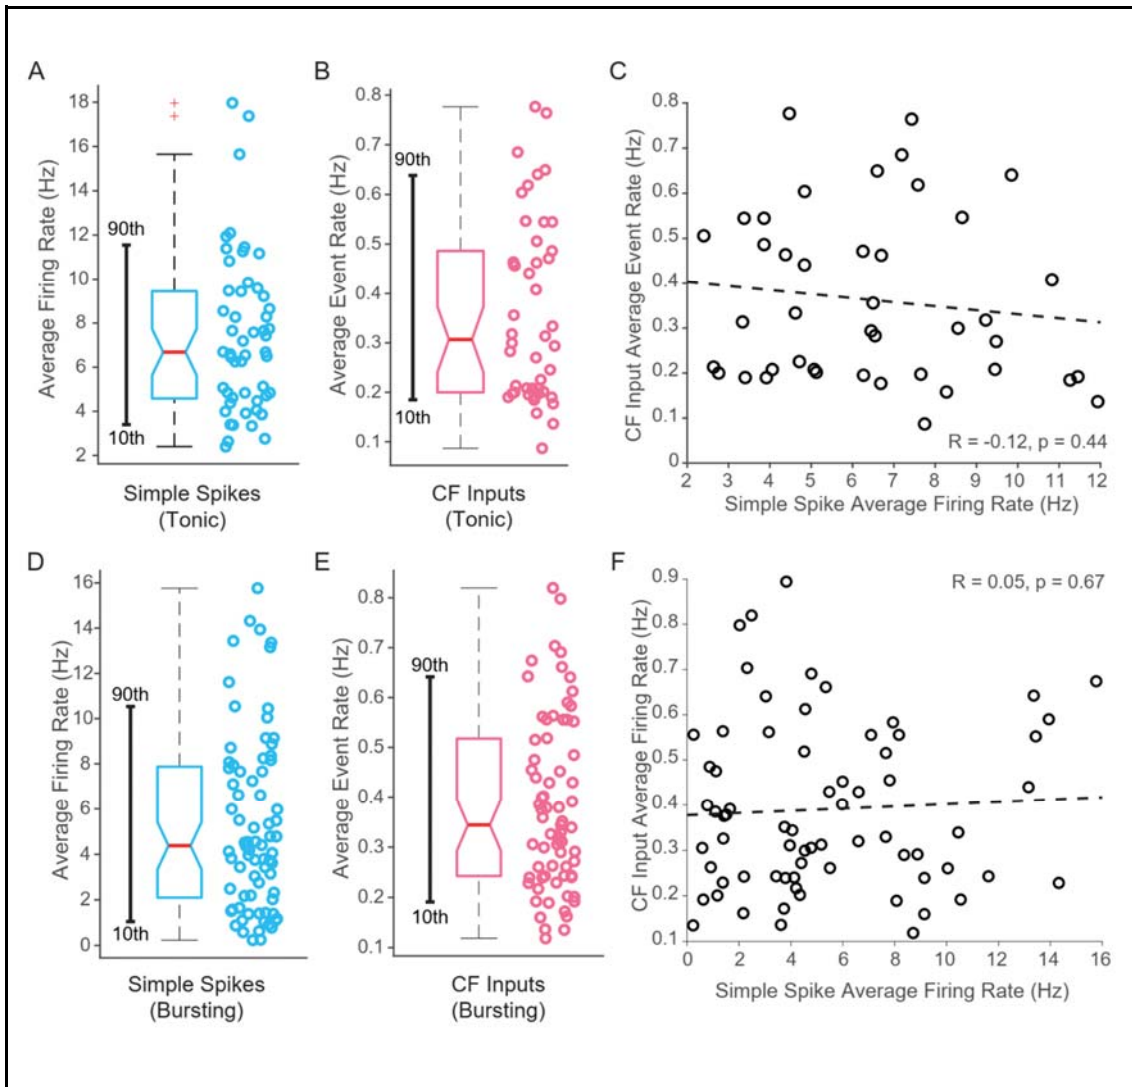 A
Average Firing Rate (Hz)
18
16
14
12
10
8
6
4
2
90th
10th
Simple Spikes
(Tonic)
B
Average Event Rate (Hz)
0.8
0.7
0.6
0.5
0.4
0.3
0.2
0.1
90th
10th
CF Inputs
(Tonic)
C
CF Input Average Event Rate (Hz)
0.8
0.7
0.6
0.5
0.4
0.3
0.2
0.1
0
R = -0.12, p = 0.44
2 3 4 5 6 7 8 9 10 11 12
Simple Spike Average Firing Rate (Hz)
D
Average Firing Rate (Hz)
16
14
12
10
8
6
4
2
0
90th
10th
Simple Spikes
(Bursting)
E
Average Event Rate (Hz)
0.8
0.7
0.6
0.5
0.4
0.3
0.2
0.1
90th
10th
CF Inputs
(Bursting)
F
CF Input Average Firing Rate (Hz)
0.9
0.8
0.7
0.6
0.5
0.4
0.3
0.2
0.1
R = 0.05, p = 0.67
0 2 4 6 8 10 12 14 16
Simple Spike Average Firing Rate (Hz)